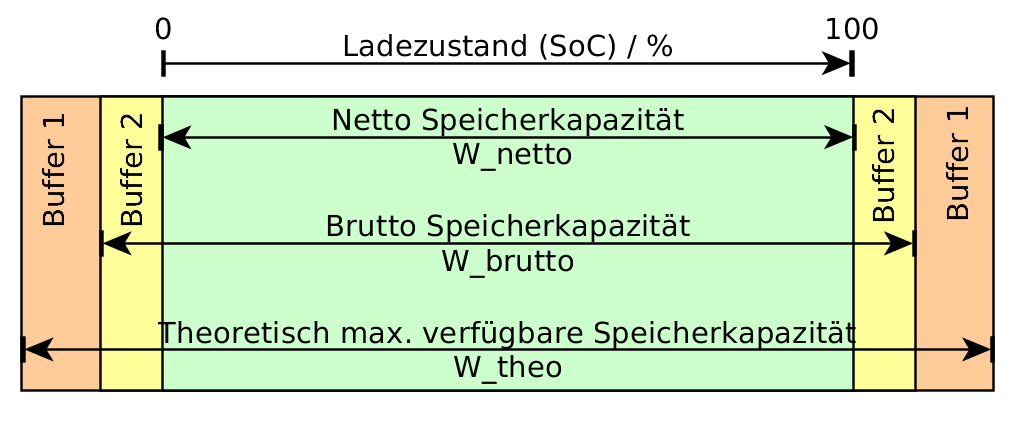 0
100
Ladezustand (SoC) / %
Buffer 1
Buffer 2
Netto Speicherkapazität
W_netto
Buffer 2
Buffer 1
Brutto Speicherkapazität
W_brutto
Theoretisch max. verfügbare Speicherkapazität
W_theo